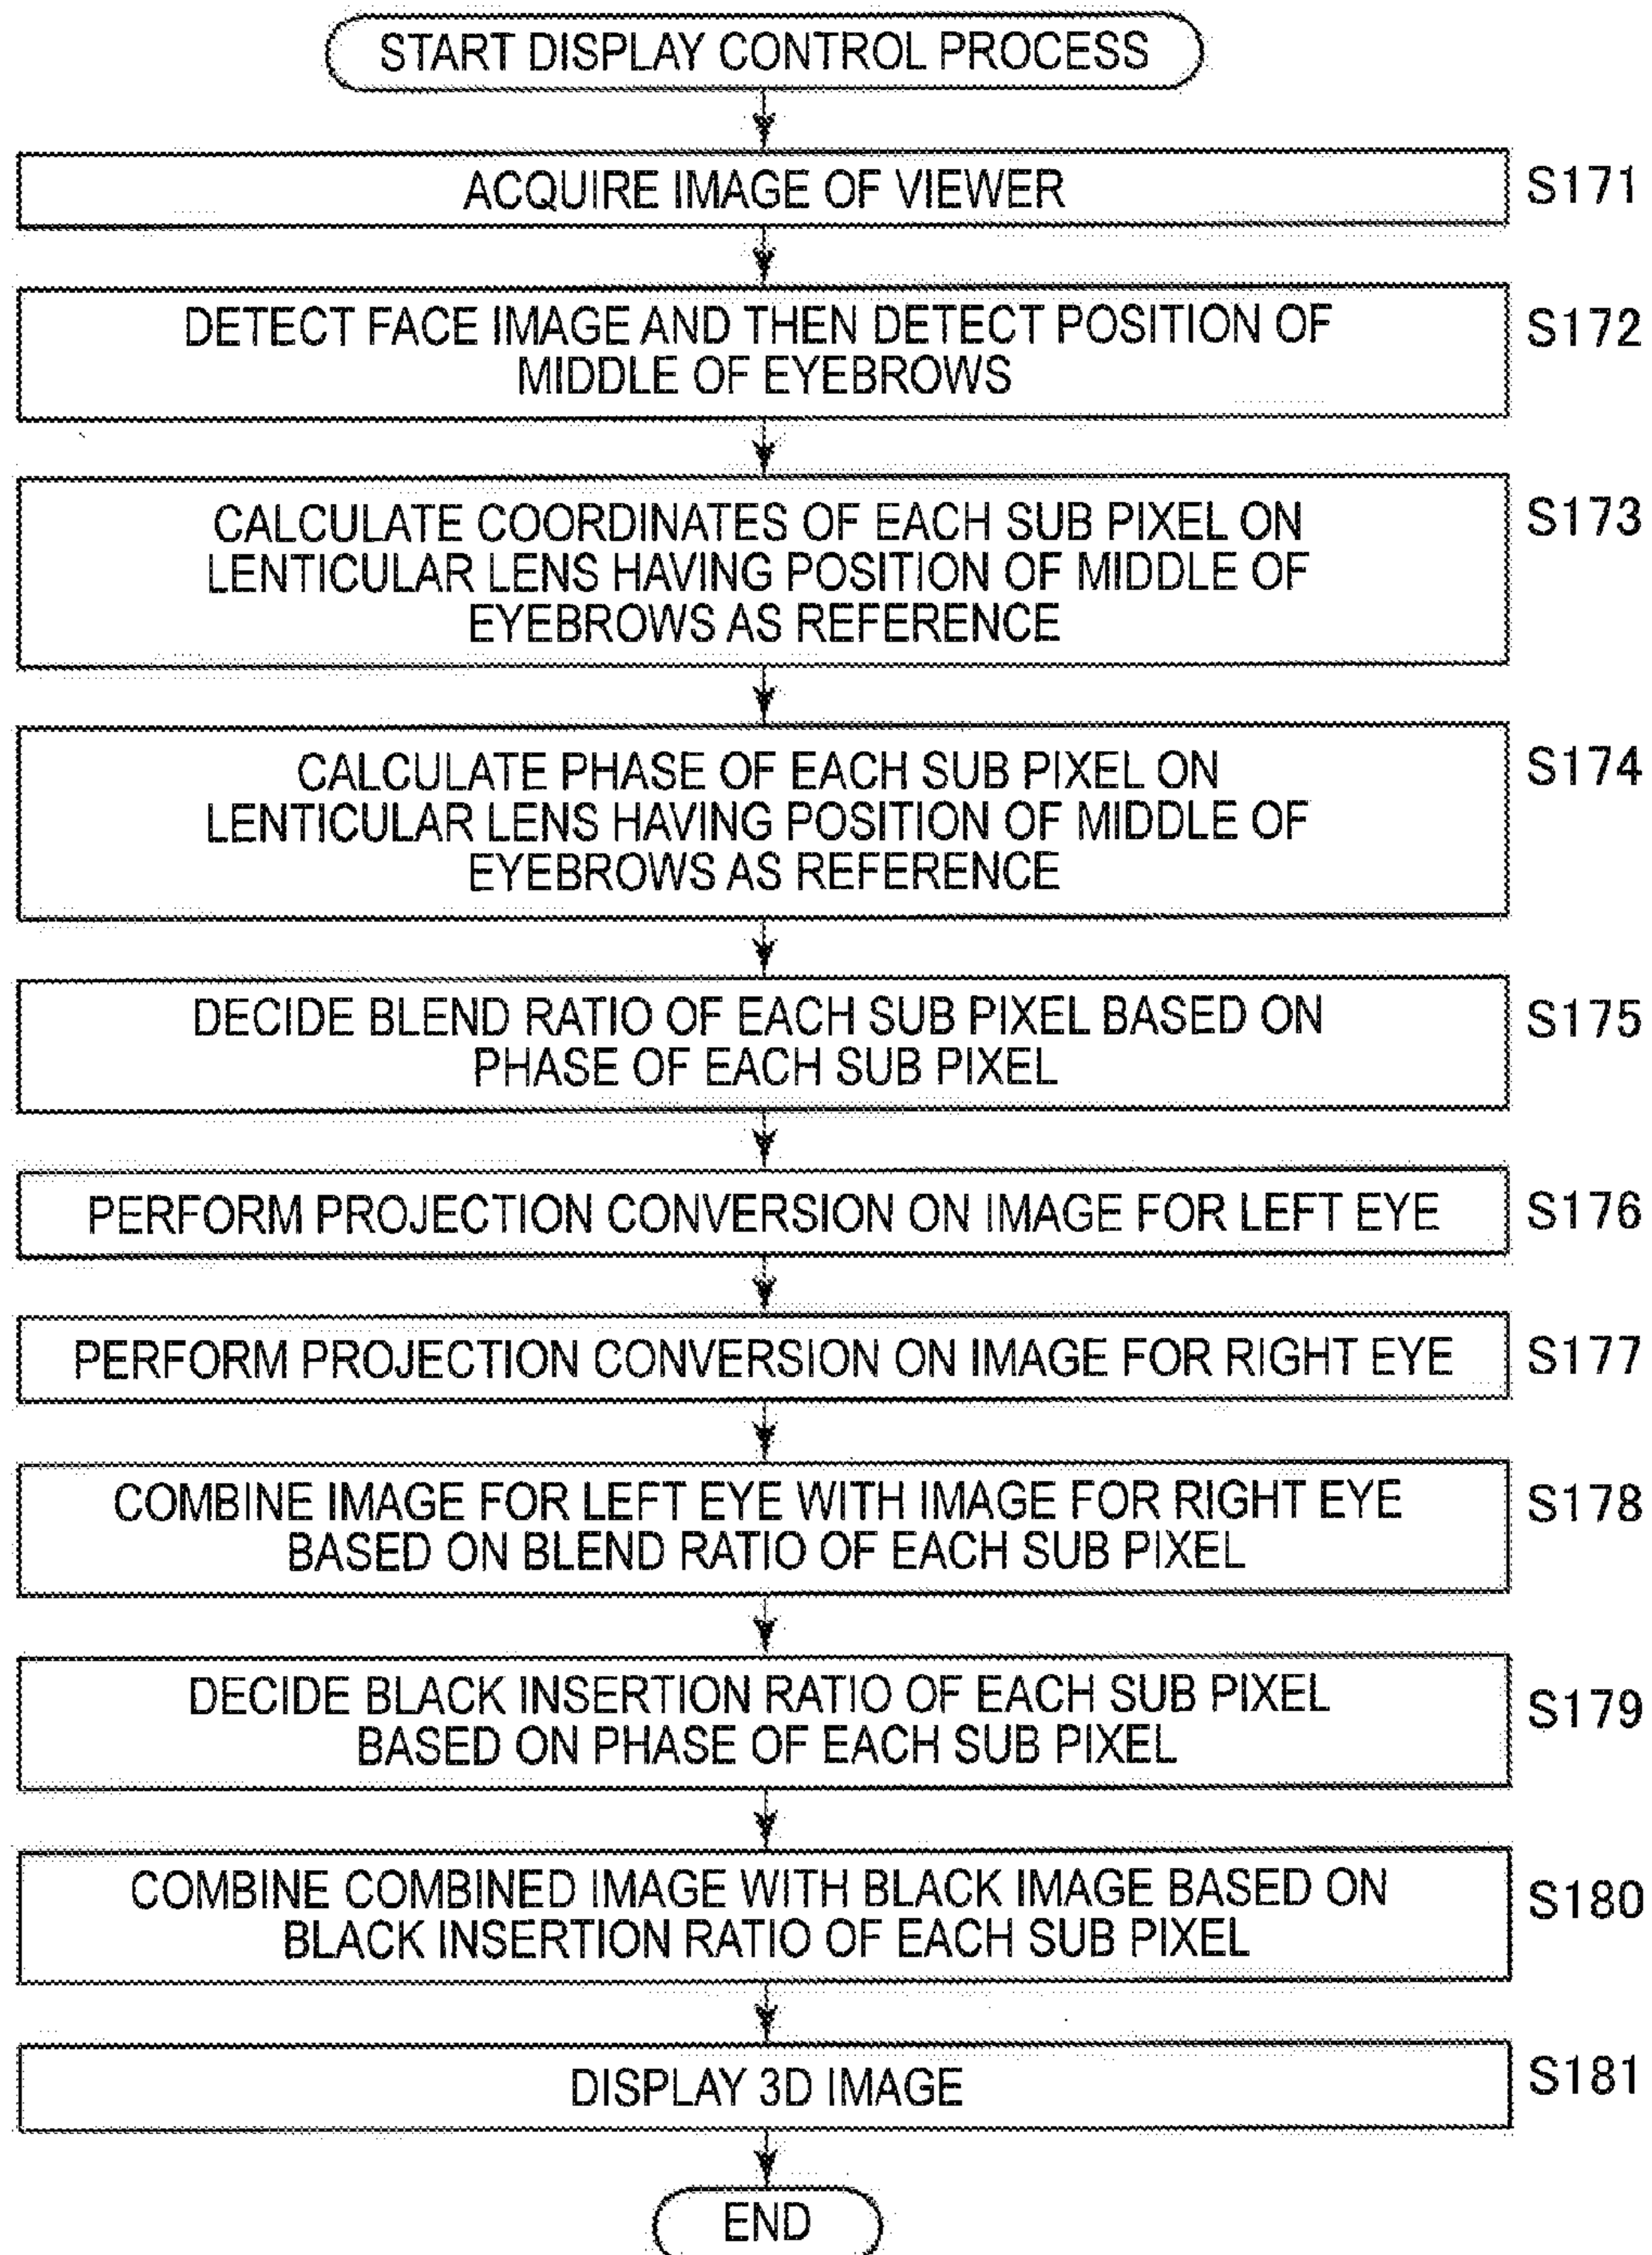 START DISPLAY CONTROL PROCESS
ACQUIRE IMAGE OF VIEWER
S171
DETECT FACE IMAGE AND THEN DETECT POSITION OF
MIDDLE OF EYEBROWS
S172
CALCULATE COORDINATES OF EACH SUB PIXEL ON
LENTICULAR LENS HAVING POSITION OF MIDDLE OF
EYEBROWS AS REFERENCE
S173
CALCULATE PHASE OF EACH SUB PIXEL ON
LENTICULAR LENS HAVING POSITION OF MIDDLE OF
EYEBROWS AS REFERENCE
S174
DECIDE BLEND RATIO OF EACH SUB PIXEL BASED ON
PHASE OF EACH SUB PIXEL
S175
PERFORM PROJECTION CONVERSION ON IMAGE FOR LEFT EYE
S176
PERFORM PROJECTION CONVERSION ON IMAGE FOR RIGHT EYE
S177
COMBINE IMAGE FOR LEFT EYE WITH IMAGE FOR RIGHT EYE
BASED ON BLEND RATIO OF EACH SUB PIXEL
S178
DECIDE BLACK INSERTION RATIO OF EACH SUB PIXEL
BASED ON PHASE OF EACH SUB PIXEL
S179
COMBINE COMBINED IMAGE WITH BLACK IMAGE BASED ON
BLACK INSERTION RATIO OF EACH SUB PIXEL
S180
DISPLAY 3D IMAGE
S181
END